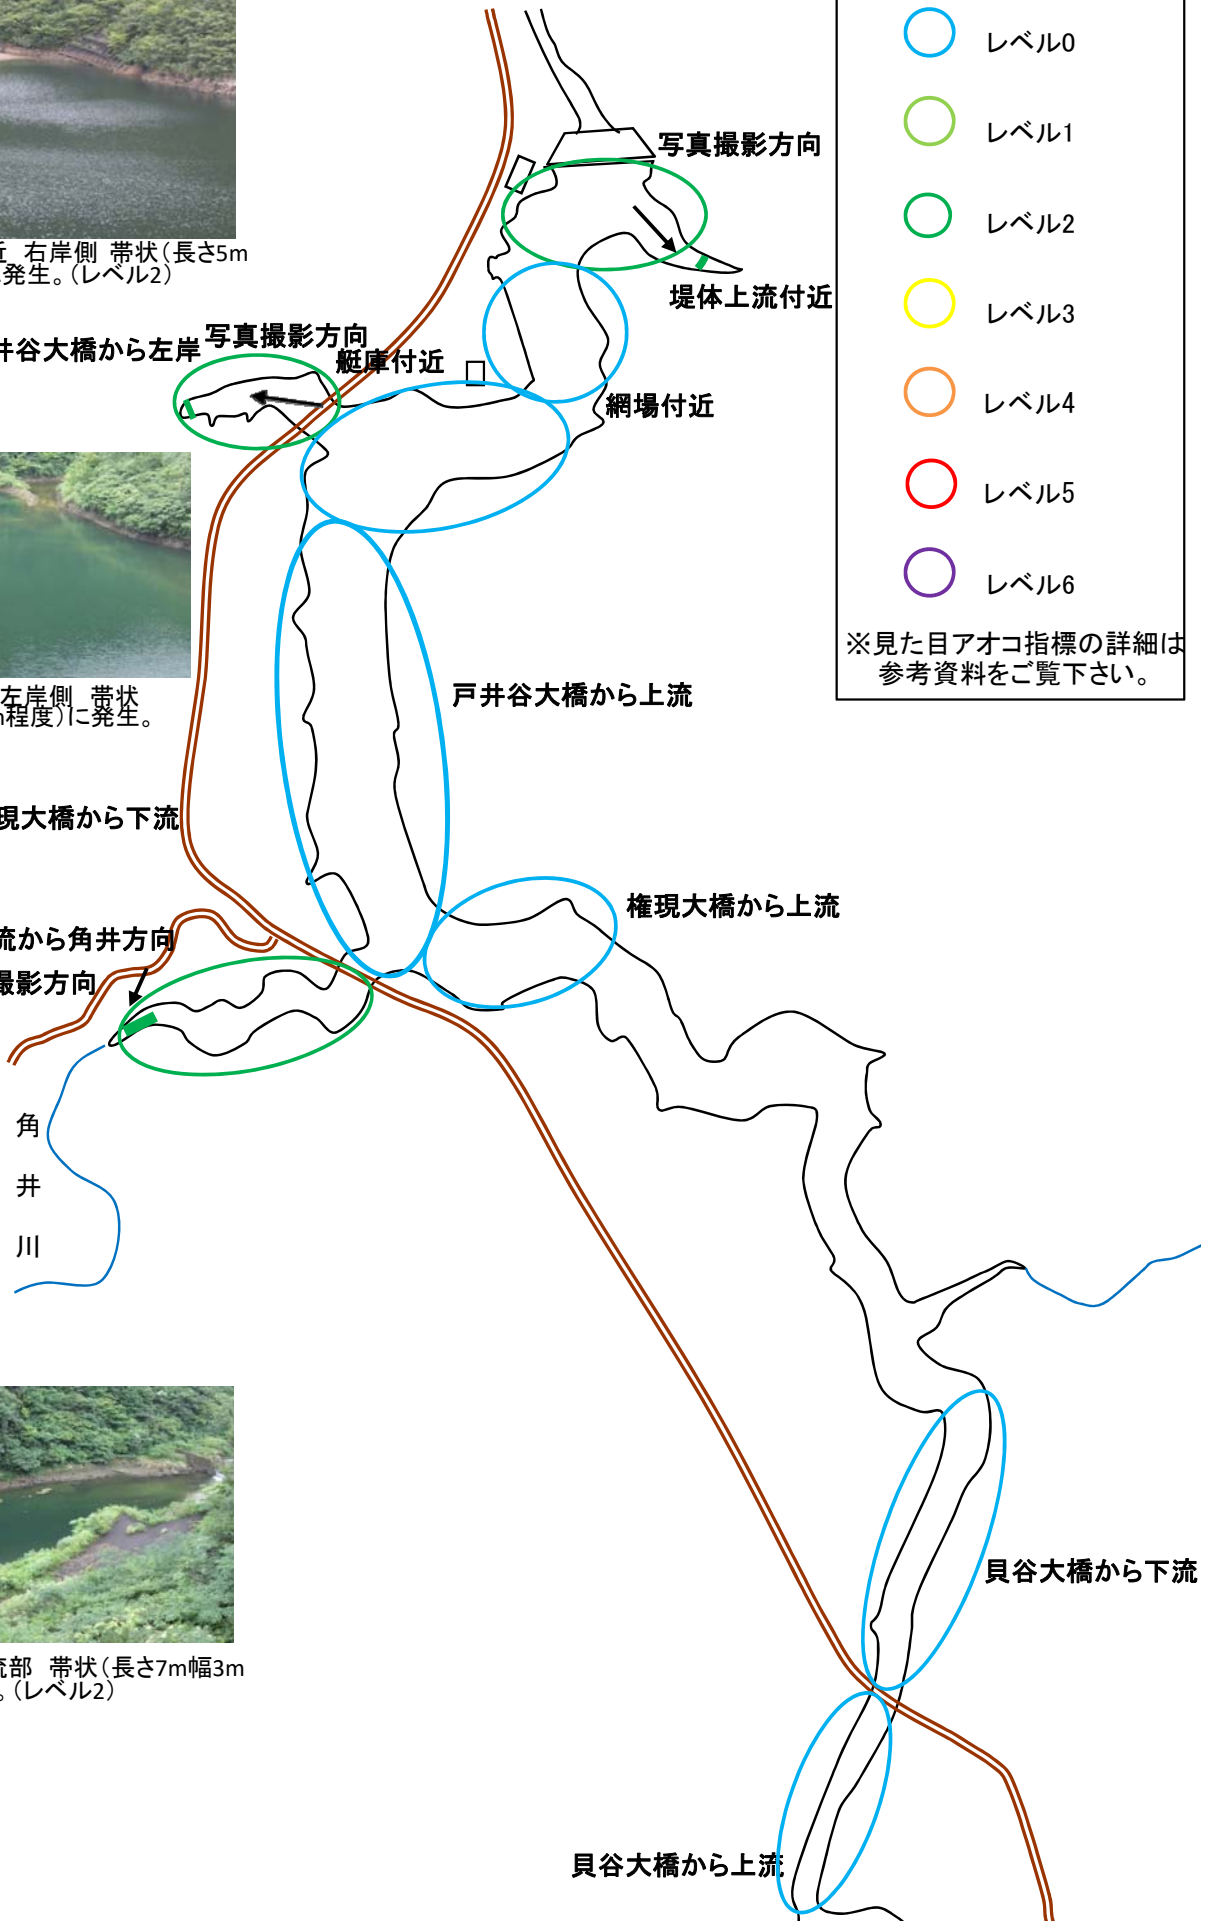 レベル0
レベル1
レベル2
レベル3
レベル4
レベル5
レベル6
※見た目アオコ指標の詳細は
参考資料をご覧下さい。
写真撮影方向
堤体上流付近
右岸側 帯状(長さ5m
発生。(レベル2)
井谷大橋から左岸
写真撮影方向
艇庫付近
網場付近
左岸側 帯状
程度)に発生。
戸井谷大橋から上流
現大橋から下流
権現大橋から上流
流から角井方向
撮影方向
角
井
川
流部 帯状(長さ7m幅3m
。(レベル2)
貝谷大橋から下流
貝谷大橋から上流